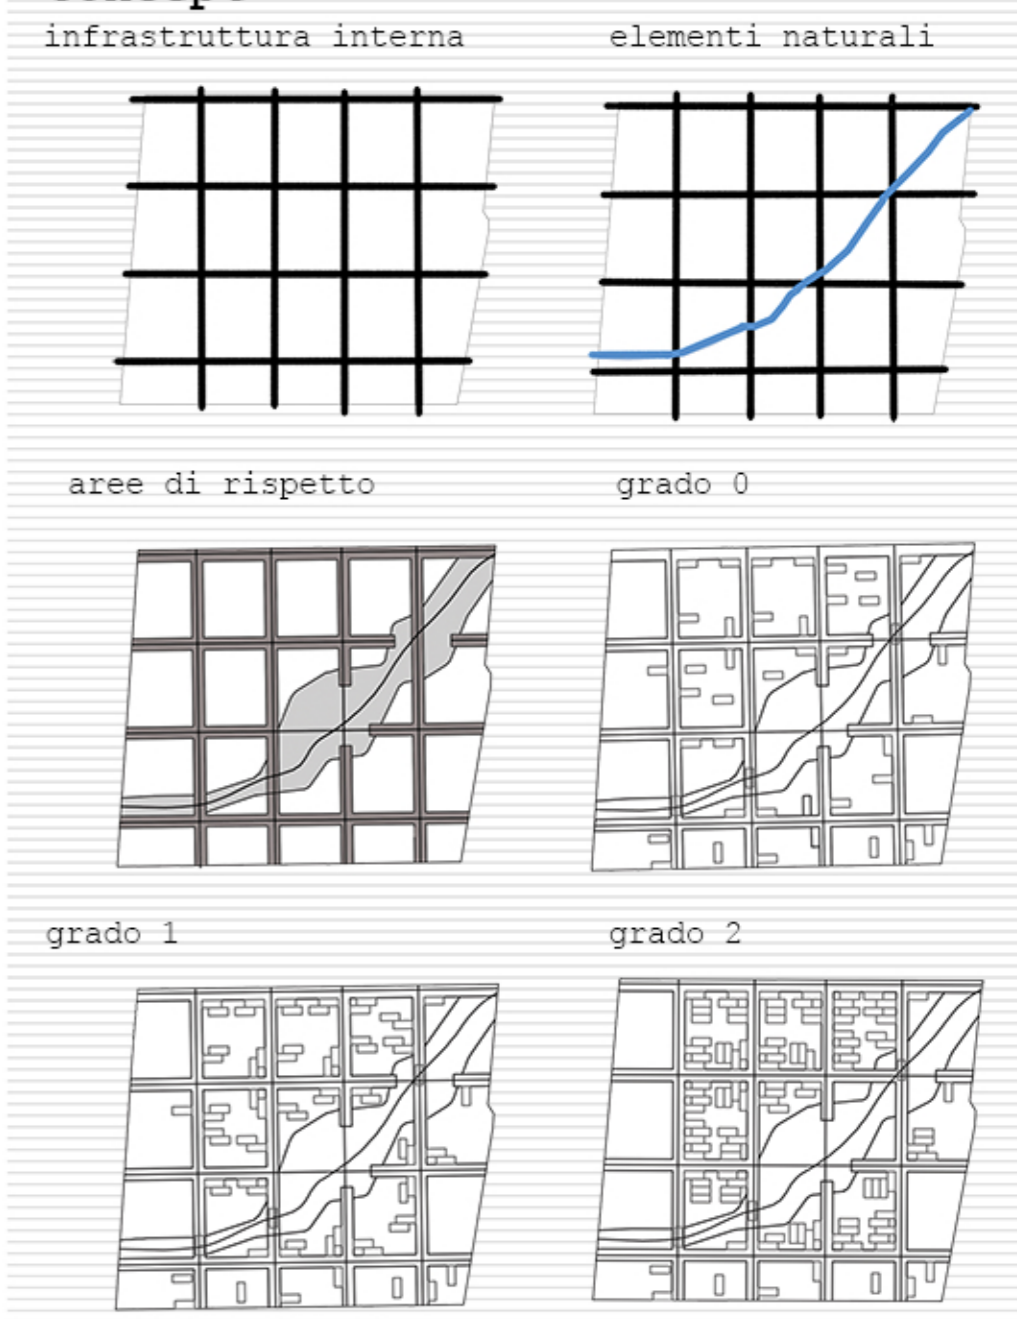 infrastruttura interna
elementi naturali
aree di rispetto
grado 0
grado 1
grado 2